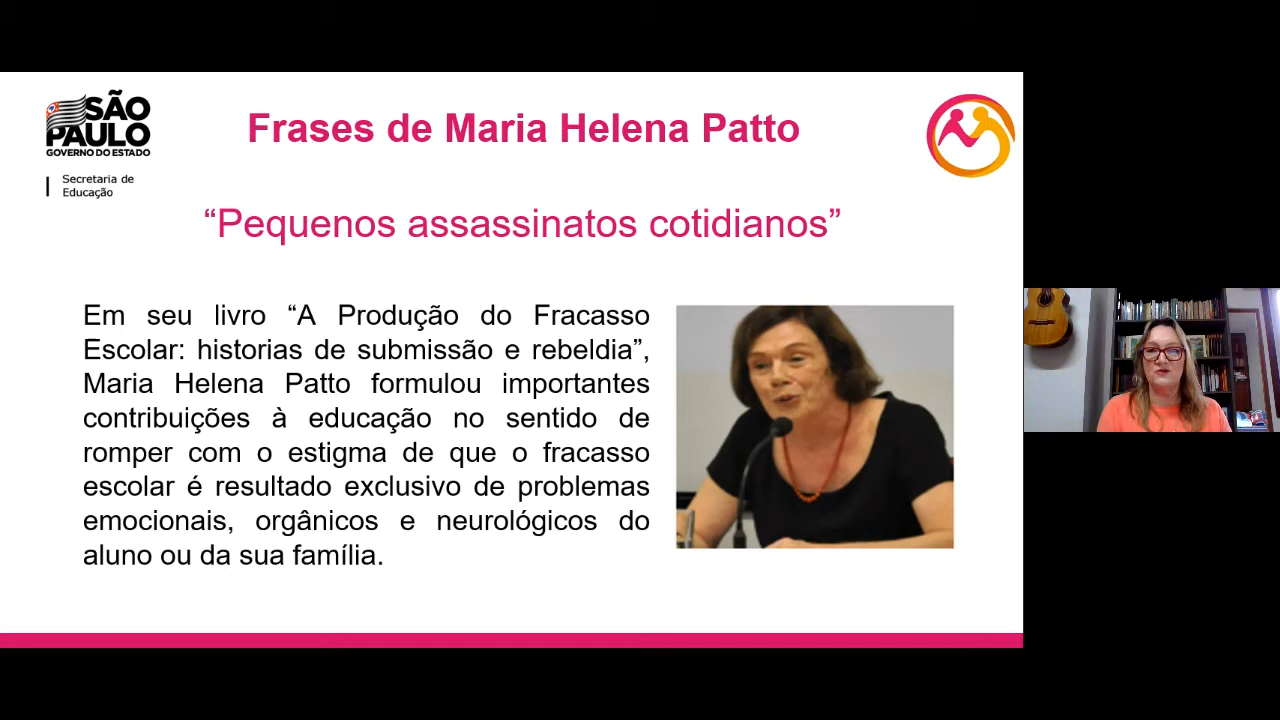 SÃO
PAULO
GOVERNO DO ESTADO
Secretaria de
Educação
Frases de Maria Helena Patto
“Pequenos assassinatos cotidianos”
Em seu livro “A Produção do Fracasso
Escolar: historias de submissão e rebeldia”,
Maria Helena Patto formulou importantes
contribuições à educação no sentido de
romper com o estigma de que o fracasso
escolar é resultado exclusivo de problemas
emocionais, orgânicos e neurológicos do
aluno ou da sua família.